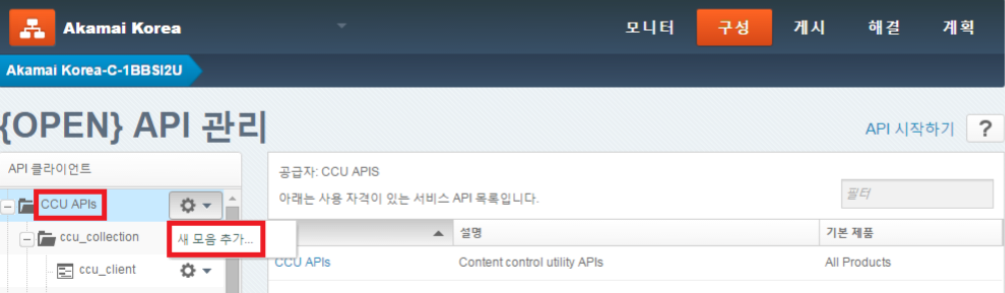 Akamai Korea
모니터 구성 게시 해결 계획
Akamai Korea-C-1BBSI2U
{OPEN} API 관리
API 시작하기 ?
API 클라이언트
공급자: CCU APIS
아래는 사용 자격이 있는 서비스 API 목록입니다.
필터
CCU APIs
ccu_collection
새 모음 추가...
ccu_client
설명 기본 제품
CCU APIs Content control utility APIs All Products